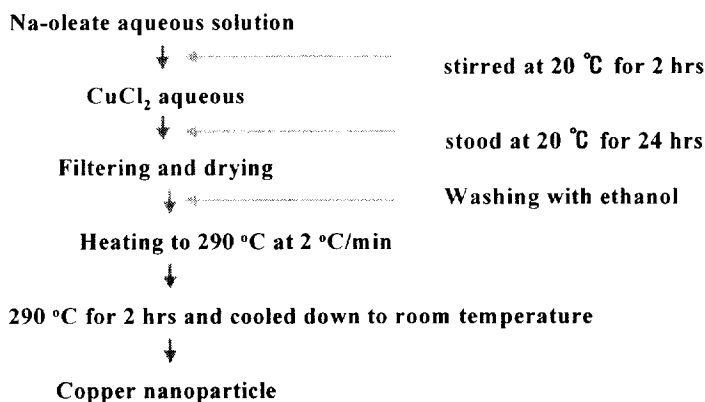 Na-oleate aqueous solution
stirred at 20 ℃ for 2 hrs
CuCl₂ aqueous
stood at 20 ℃ for 24 hrs
Filtering and drying
Washing with ethanol
Heating to 290 °C at 2 °C/min
290 °C for 2 hrs and cooled down to room temperature
Copper nanoparticle